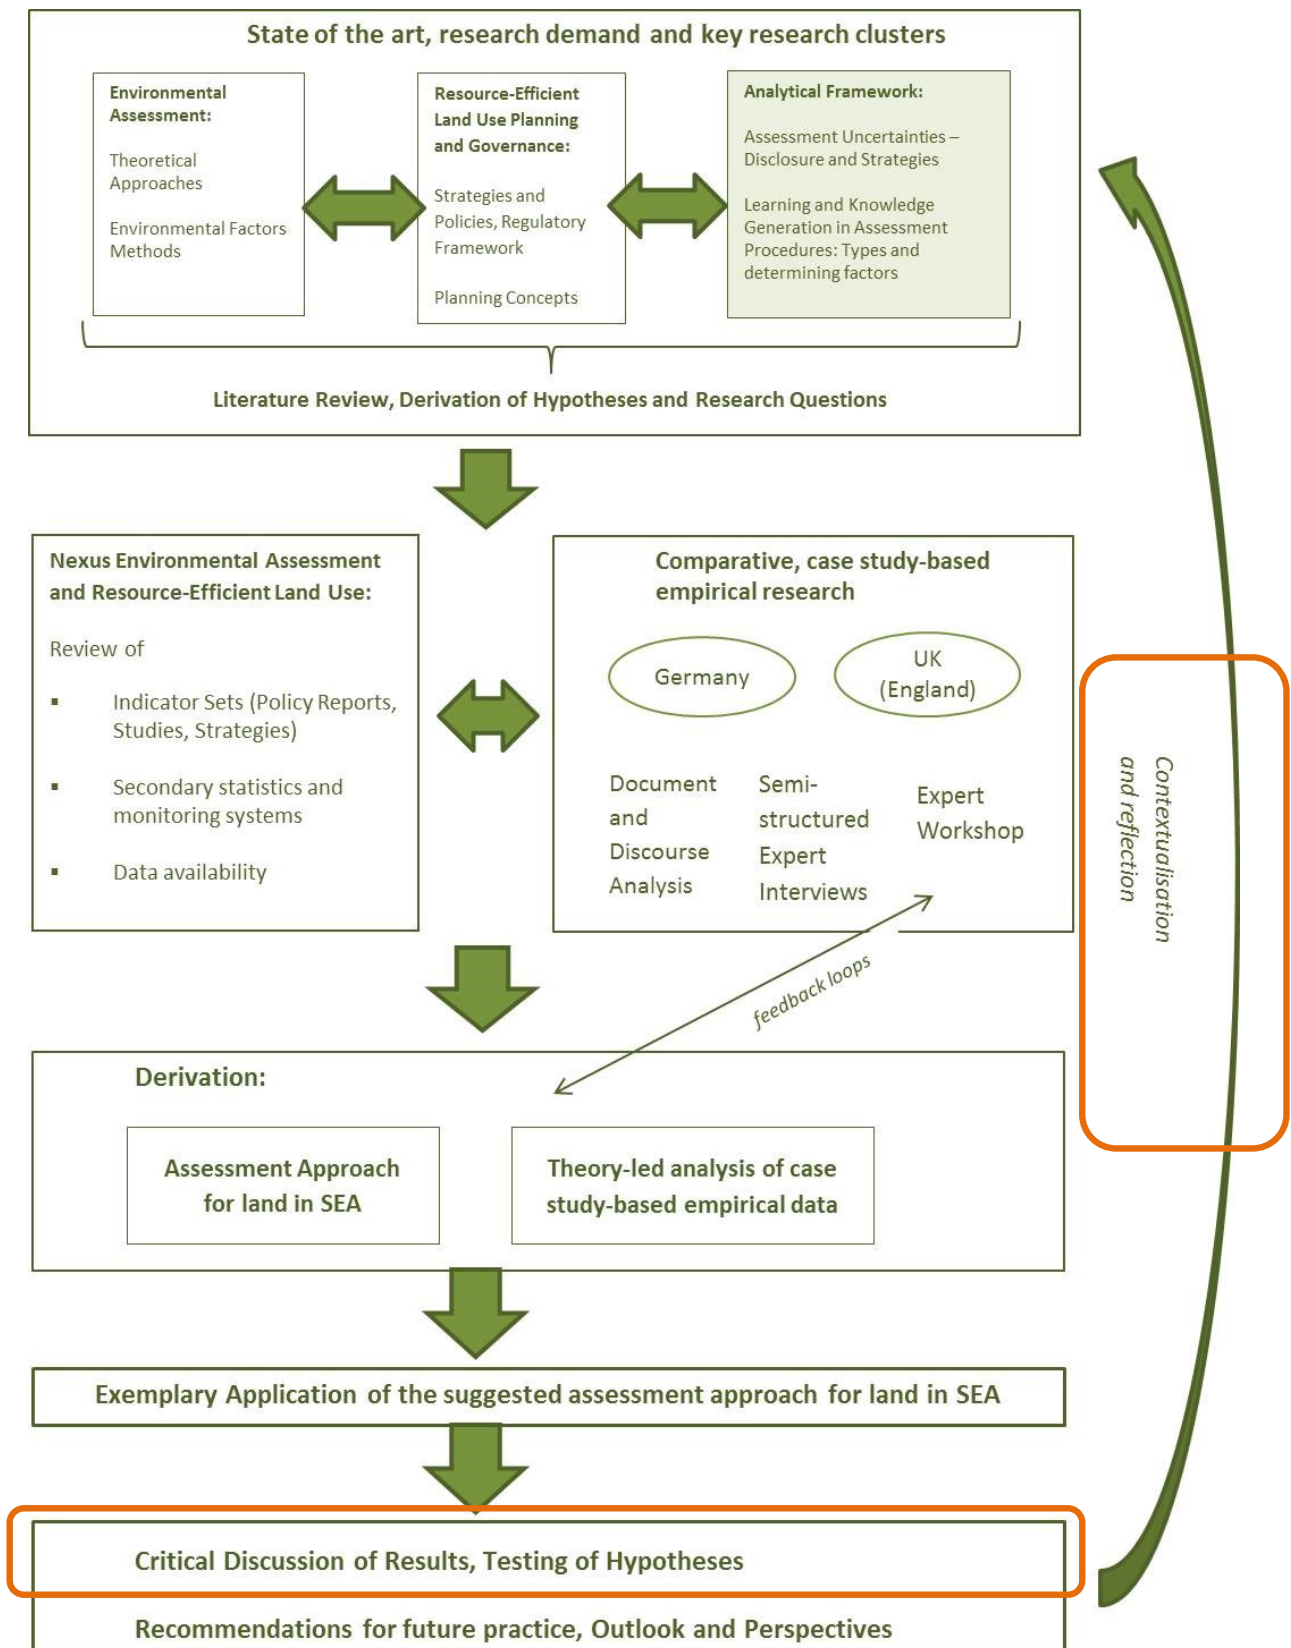 State of the art, research demand and key research clusters
Environmental
Assessment:
Theoretical
Approaches
Environmental Factors
Methods
Resource-Efficient
Land Use Planning
and Governance:
Strategies and
Policies, Regulatory
Framework
Planning Concepts
Analytical Framework:
Assessment Uncertainties –
Disclosure and Strategies
Learning and Knowledge
Generation in Assessment
Procedures: Types and
determining factors
Literature Review, Derivation of Hypotheses and Research Questions
Nexus Environmental Assessment
and Resource-Efficient Land Use:
Review of
▪ Indicator Sets (Policy Reports,
Studies, Strategies)
▪ Secondary statistics and
monitoring systems
▪ Data availability
Comparative, case study-based
empirical research
Germany
UK
(England)
Document
and
Discourse
Analysis
Semi-
structured
Expert
Interviews
Expert
Workshop
feedback loops
Contextualisation
and reflection
Derivation:
Assessment Approach
for land in SEA
Theory-led analysis of case
study-based empirical data
Exemplary Application of the suggested assessment approach for land in SEA
Critical Discussion of Results, Testing of Hypotheses
Recommendations for future practice, Outlook and Perspectives